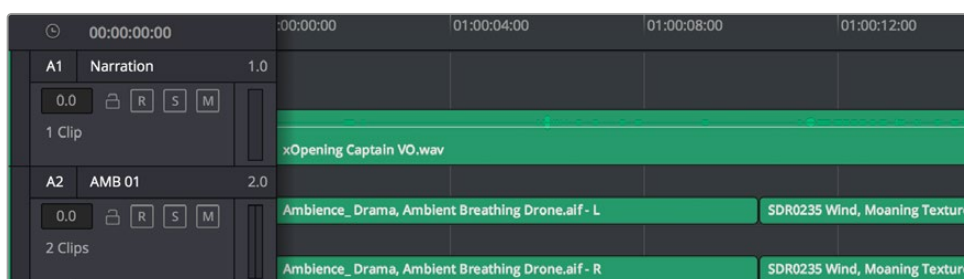 00:00:00:00 :00:00:00 01:00:04:00 01:00:08:00 01:00:12:00
A1 Narration 1.0
0.0 R S M
1 Clip
xOpening Captain VO.wav
A2 AMB 01 2.0
Ambience_ Drama, Ambient Breathing Drone.aif - L SDR0235 Wind, Moaning Textur
0.0 R S M
2 Clips
Ambience_ Drama, Ambient Breathing Drone.aif - R SDR0235 Wind, Moaning Textur